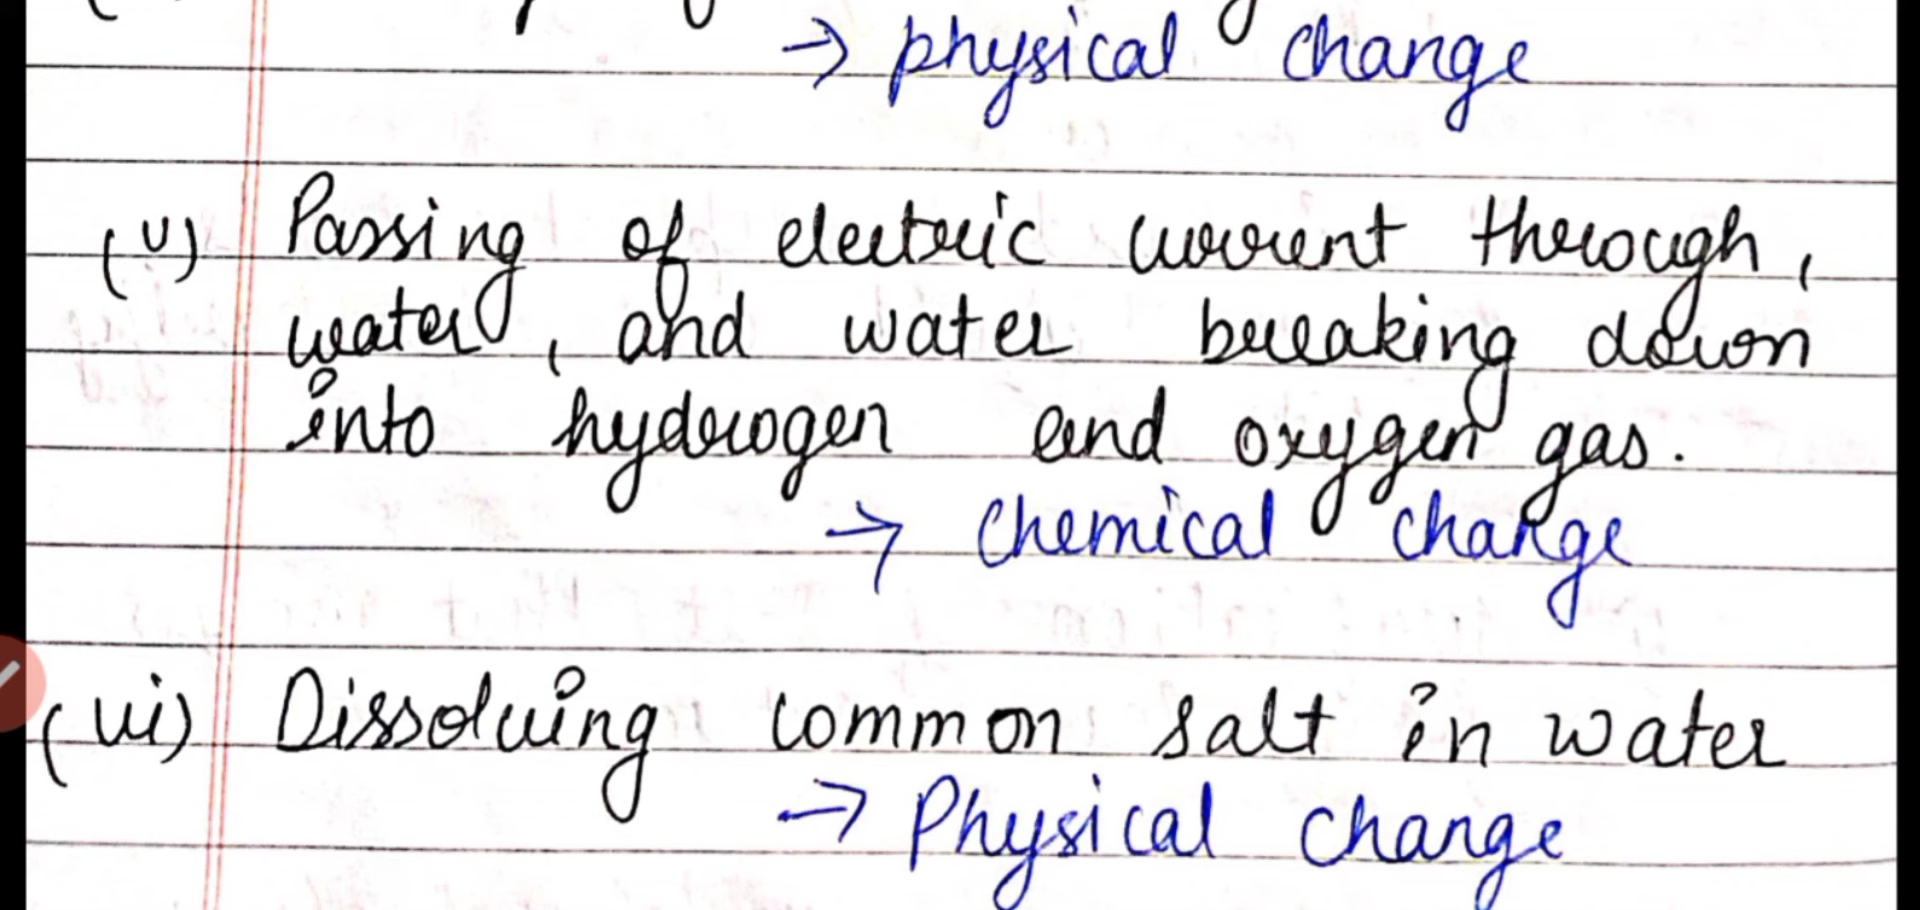 → physical change
(v) Passing of electric current through,
water, and water breaking down
into hydrogen and oxygen gas.
→ Chemical change
(vi) Dissolving common salt in water
→ Physical change